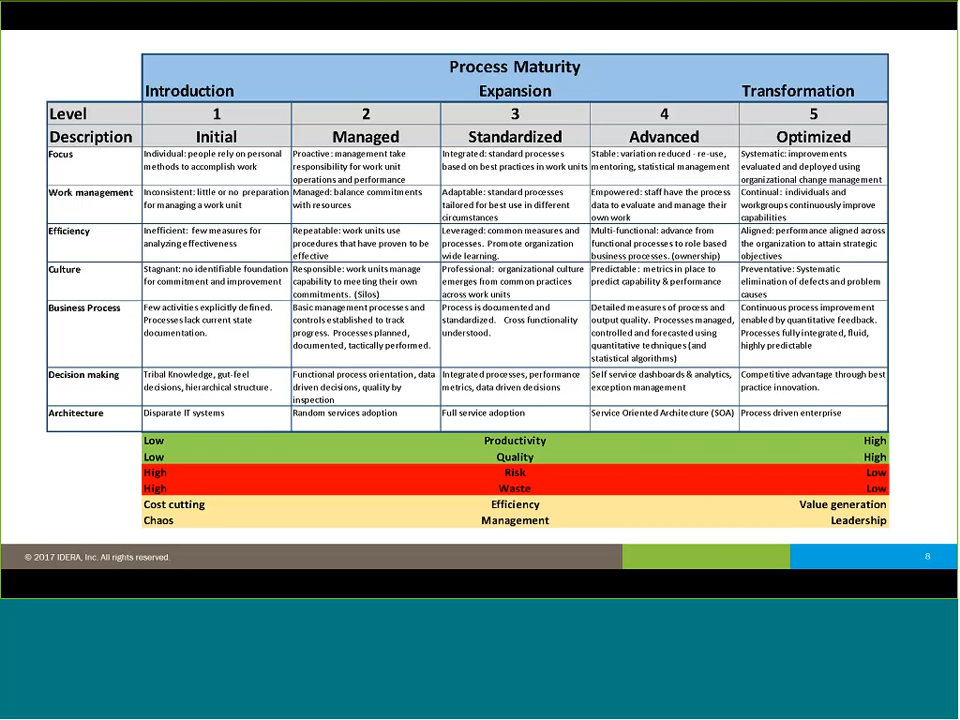 Process Maturity
Introduction Expansion Transformation
Level 1 2 3 4 5
Description Initial Managed Standardized Advanced Optimized
Focus
Individual: people rely on personal
methods to accomplish work
Proactive: management take
responsibility for work unit
operations and performance
Integrated: standard processes
based on best practices in work units
Stable: variation reduced - re-use,
mentoring, statistical management
Systematic: improvements
evaluated and deployed using
organizational change management
Work management
Inconsistent: little or no preparation
for managing a work unit
Managed: balance commitments
with resources
Adaptable: standard processes
tailored for best use in different
circumstances
Empowered: staff have the process
data to evaluate and manage their
own work
Continual: individuals and
workgroups continuously improve
capabilities
Efficiency
Inefficient: few measures for
analyzing effectiveness
Repeatable: work units use
procedures that have proven to be
effective
Leveraged: common measures and
processes. Promote organization
wide learning.
Multi-functional: advance from
functional processes to role based
business processes. (ownership)
Aligned: performance aligned across
the organization to attain strategic
objectives
Culture
Stagnant: no identifiable foundation
for commitment and improvement
Responsible: work units manage
capability to meeting their own
commitments. (Silos)
Professional: organizational culture
emerges from common practices
across work units
Predictable: metrics in place to
predict capability & performance
Preventative: Systematic
elimination of defects and problem
causes
Business Process
Few activities explicitly defined.
Processes lack current state
documentation.
Basic management processes and
controls established to track
progress. Processes planned,
documented, tactically performed.
Process is documented and
standardized. Cross functionality
understood.
Detailed measures of process and
output quality. Processes managed,
controlled and forecasted using
quantitative techniques (and
statistical algorithms)
Continuous process improvement
enabled by quantitative feedback.
Processes fully integrated, fluid,
highly predictable
Decision making
Tribal Knowledge, gut-feel
decisions, hierarchical structure.
Functional process orientation, data
driven decisions, quality by
inspection
Integrated processes, performance
metrics, data driven decisions
Self service dashboards & analytics,
exception management
Competitive advantage through best
practice innovation.
Architecture
Disparate IT systems
Random services adoption
Full service adoption
Service Oriented Architecture (SOA)
Process driven enterprise
Low Productivity High
Low Quality High
High Risk Low
High Waste Low
Cost cutting Efficiency Value generation
Chaos Management Leadership
© 2017 IDERA, Inc. All rights reserved. 8